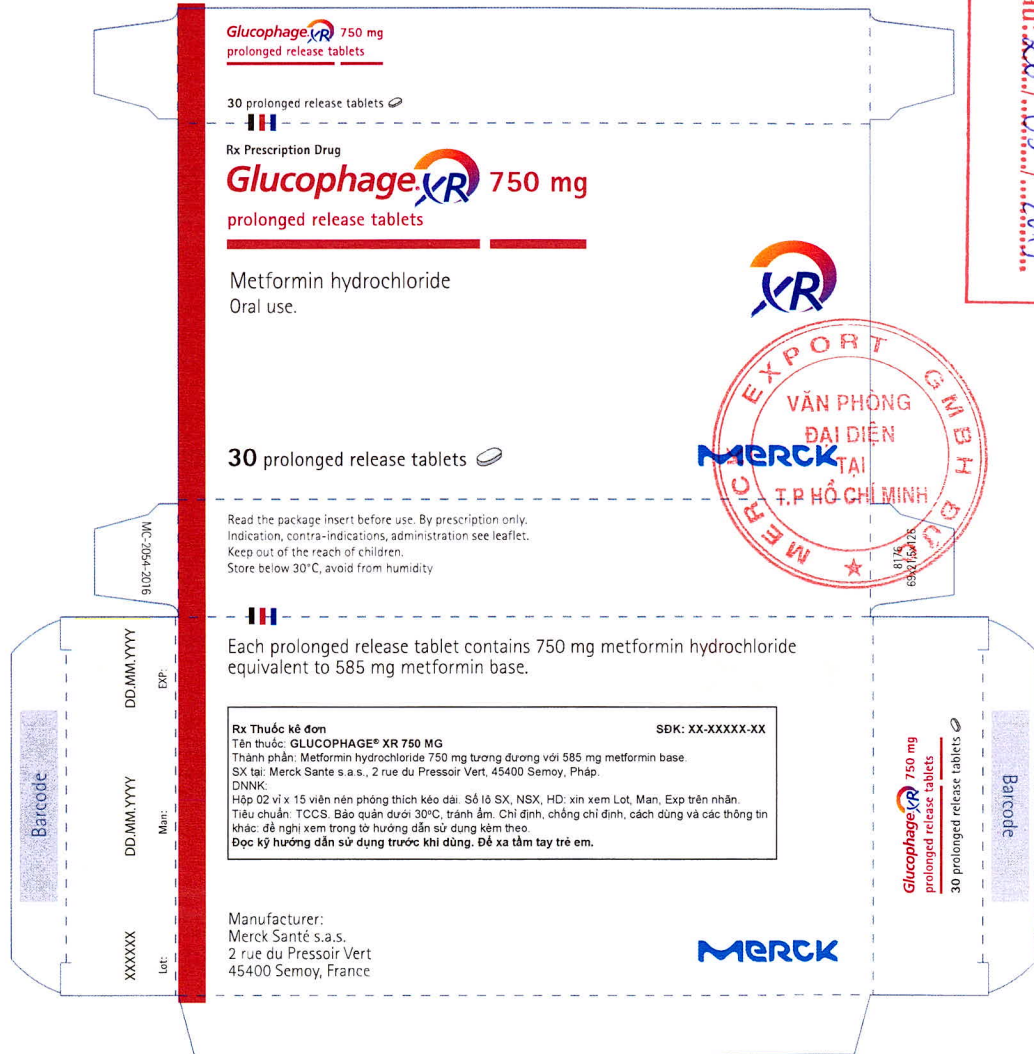 Glucophage XR 750 mg
prolonged release tablets
30 prolonged release tablets
Rx Prescription Drug
Glucophage® XR 750 mg
prolonged release tablets
Metformin hydrochloride
Oral use.
XR
MERCK EXPORT GMBH ĐỨC
VĂN PHÒNG
ĐẠI DIỆN
TẠI
T.P HỒ CHÍ MINH
30 prolonged release tablets
MERCK
MC-2054-2016
Read the package insert before use. By prescription only.
Indication, contra-indications, administration see leaflet.
Keep out of the reach of children.
Store below 30°C, avoid from humidity
8176
69x21,5x126
Each prolonged release tablet contains 750 mg metformin hydrochloride
equivalent to 585 mg metformin base.
Rx Thuốc kê đơn SĐK: XX-XXXXX-XX
Tên thuốc: GLUCOPHAGE® XR 750 MG
Thành phần: Metformin hydrochloride 750 mg tương đương với 585 mg metformin base.
SX tại: Merck Sante s.a.s., 2 rue du Pressoir Vert, 45400 Semoy, Pháp.
DNNK:
Hộp 02 vỉ x 15 viên nén phóng thích kéo dài. Số lô SX, NSX, HD: xin xem Lot, Man, Exp trên nhãn.
Tiêu chuẩn: TCCS. Bảo quản dưới 30ºC, tránh ẩm. Chỉ định, chống chỉ định, cách dùng và các thông tin
khác: đề nghị xem trong tờ hướng dẫn sử dụng kèm theo.
Đọc kỹ hướng dẫn sử dụng trước khi dùng. Để xa tầm tay trẻ em.
Manufacturer:
Merck Santé s.a.s.
2 rue du Pressoir Vert
45400 Semoy, France
MERCK
Barcode
DD.MM.YYYY
EXP:
DD.MM.YYYY
Man:
XXXXXX
Lot:
Glucophage XR 750 mg
prolonged release tablets
30 prolonged release tablets
Barcode